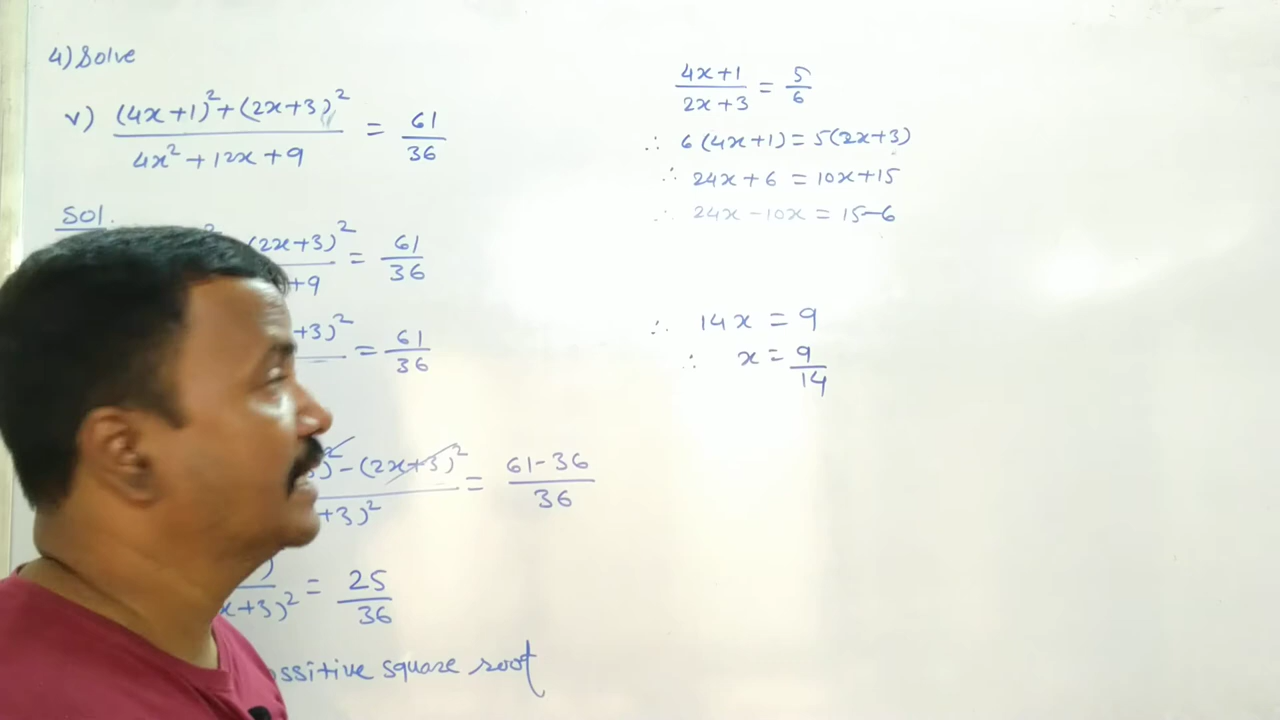 4) Solve
v) (4x+1)²+(2x+3)² / 4x²+12x+9 = 61/36
Sol.
(2x+3)² / +9 = 61/36
+3)² = 61/36
)² - (2x+3)² / +3)² = 61-36/36
x+3)² = 25/36
ossitive square root
4x+1/2x+3 = 5/6
∴ 6(4x+1) = 5(2x+3)
∴ 24x+6 = 10x+15
∴ 24x-10x = 15-6
∴ 14x = 9
∴ x = 9/14